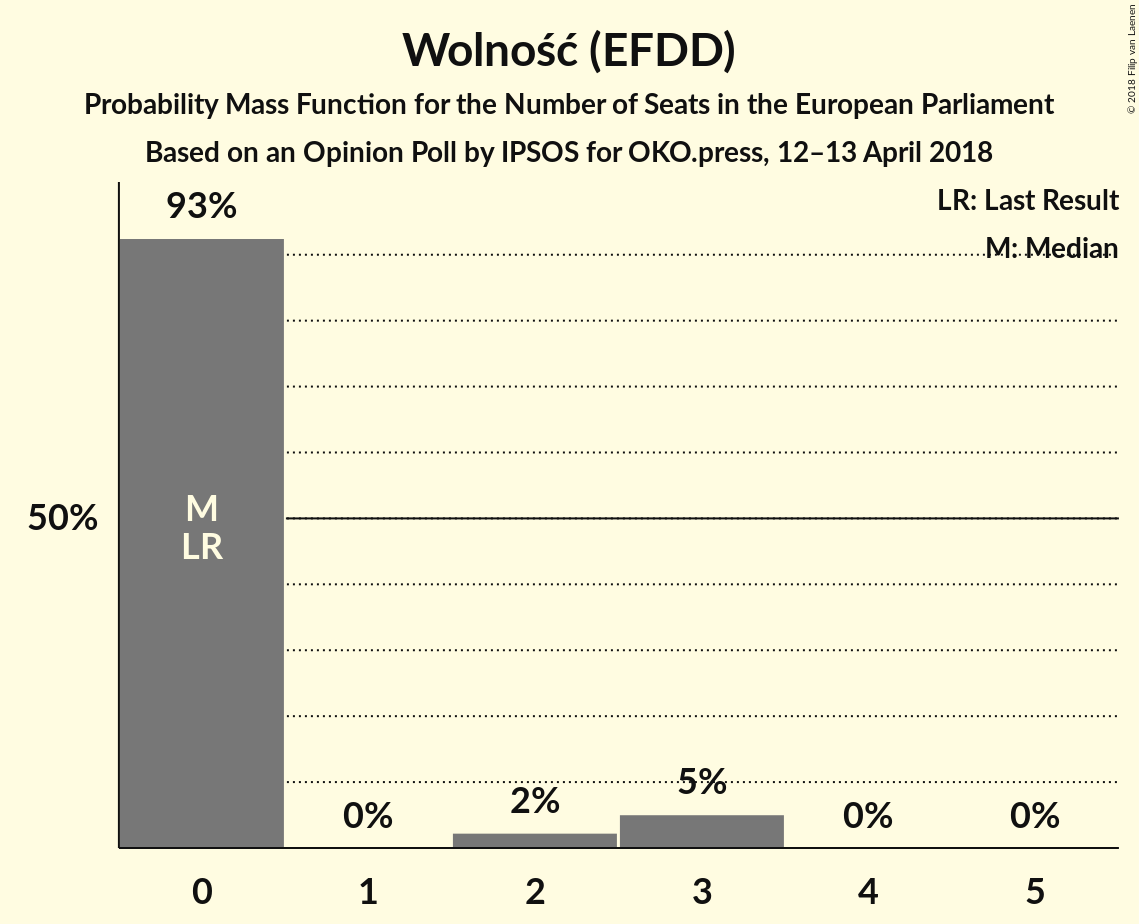 Wolność (EFDD)
Probability Mass Function for the Number of Seats in the European Parliament
Based on an Opinion Poll by IPSOS for OKO.press, 12–13 April 2018
© 2018 Filip van Laenen
LR: Last Result
M: Median
93%
M
LR
50%
0%
2%
5%
0%
0%
0
1
2
3
4
5